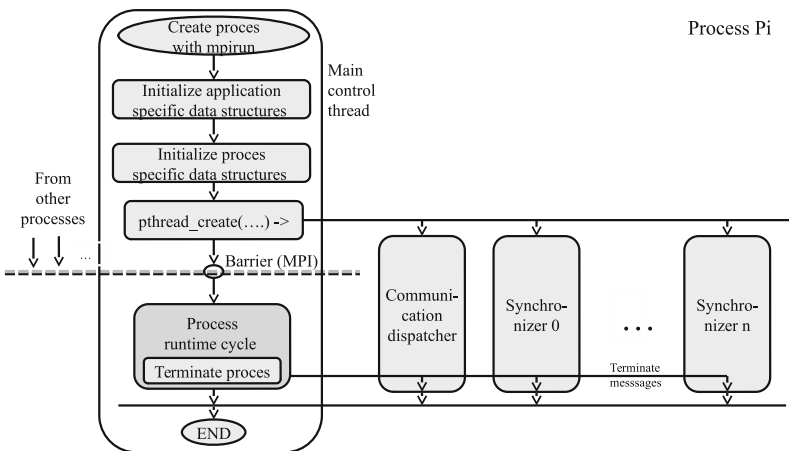 Create proces
with mpirun
Process Pi
Main
control
thread
Initialize application
specific data structures
Initialize proces
specific data structures
From
other
processes
pthread_create(….) ->
...
Barrier (MPI)
Communi-
cation
dispatcher
Synchro-
nizer 0
...
Synchro-
nizer n
Process
runtime cycle
Terminate proces
Terminate
messsages
END